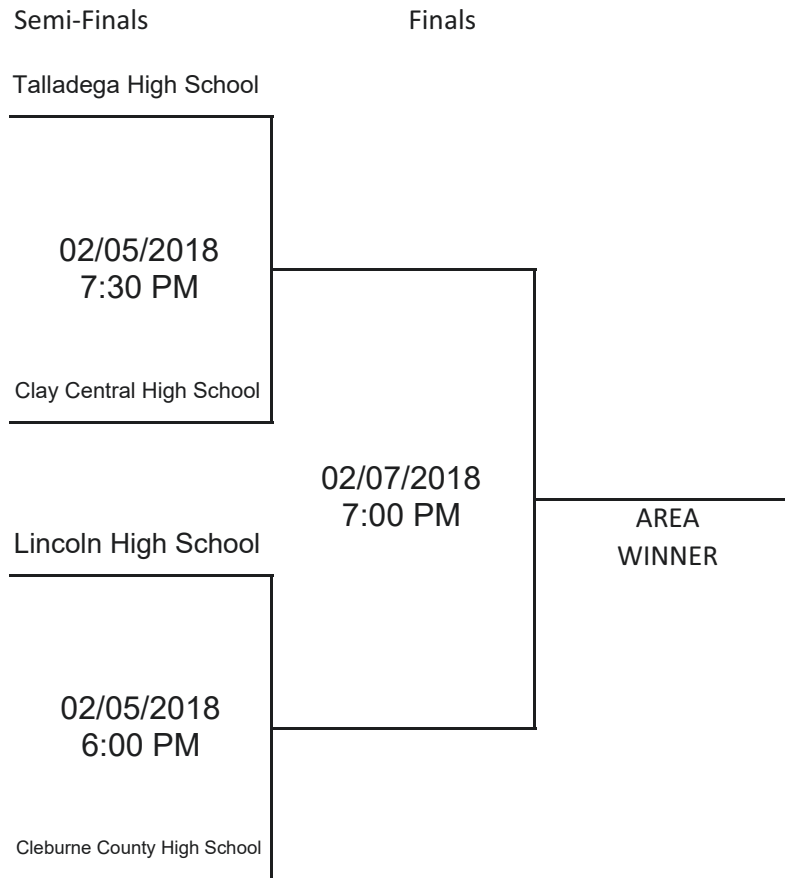 Semi-Finals
Finals
Talladega High School
02/05/2018
7:30 PM
Clay Central High School
02/07/2018
7:00 PM
AREA
WINNER
Lincoln High School
02/05/2018
6:00 PM
Cleburne County High School